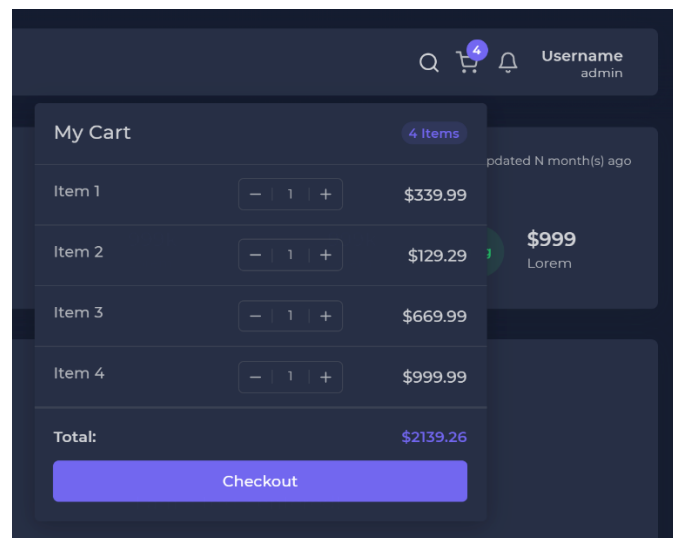 4
Username
admin
My Cart
4 Items
pdated N month(s) ago
Item 1
1
$339.99
Item 2
1
$129.29
g
$999
Lorem
Item 3
1
$669.99
Item 4
1
$999.99
Total:
$2139.26
Checkout